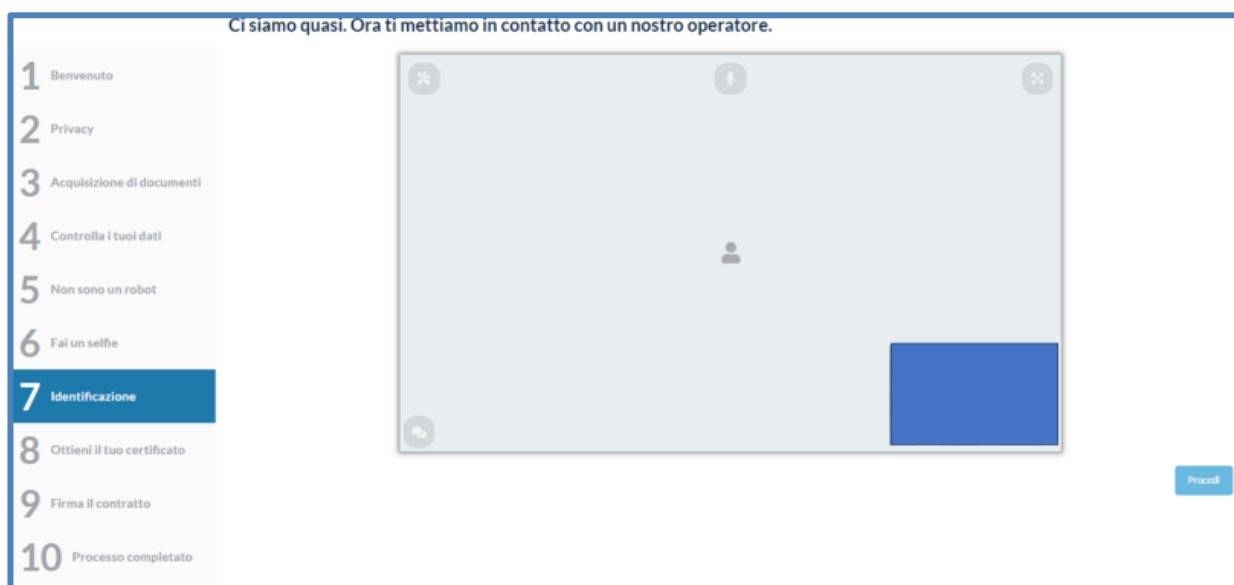 Ci siamo quasi. Ora ti mettiamo in contatto con un nostro operatore.
1 Benvenuto
2 Privacy
3 Acquisizione di documenti
4 Controlla i tuoi dati
5 Non sono un robot
6 Fai un selfie
7 Identificazione
8 Ottieni il tuo certificato
9 Firma il contratto
10 Processo completato
Procedi